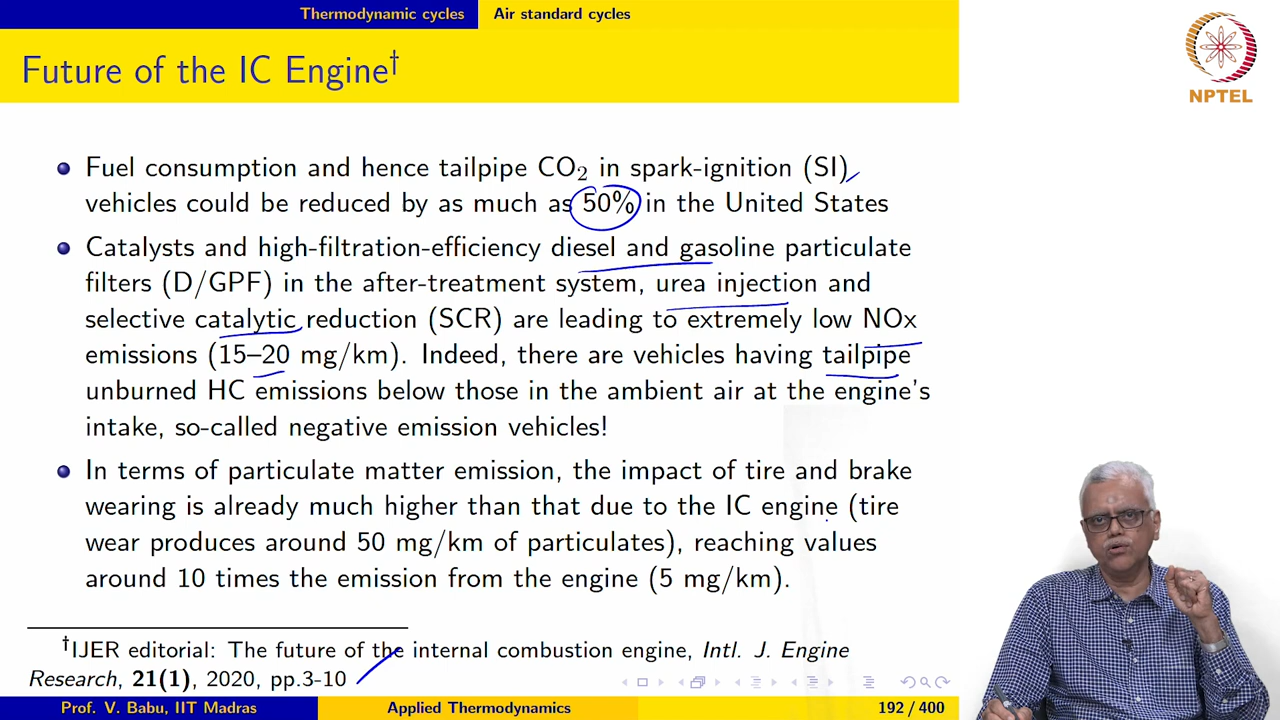 Thermodynamic cycles Air standard cycles
Future of the IC Engine†
NPTEL
Fuel consumption and hence tailpipe CO₂ in spark-ignition (SI)
vehicles could be reduced by as much as 50% in the United States
Catalysts and high-filtration-efficiency diesel and gasoline particulate
filters (D/GPF) in the after-treatment system, urea injection and
selective catalytic reduction (SCR) are leading to extremely low NOx
emissions (15–20 mg/km). Indeed, there are vehicles having tailpipe
unburned HC emissions below those in the ambient air at the engine's
intake, so-called negative emission vehicles!
In terms of particulate matter emission, the impact of tire and brake
wearing is already much higher than that due to the IC engine (tire
wear produces around 50 mg/km of particulates), reaching values
around 10 times the emission from the engine (5 mg/km).
†IJER editorial: The future of the internal combustion engine, Intl. J. Engine
Research, 21(1), 2020, pp.3-10
Prof. V. Babu, IIT Madras Applied Thermodynamics 192 / 400